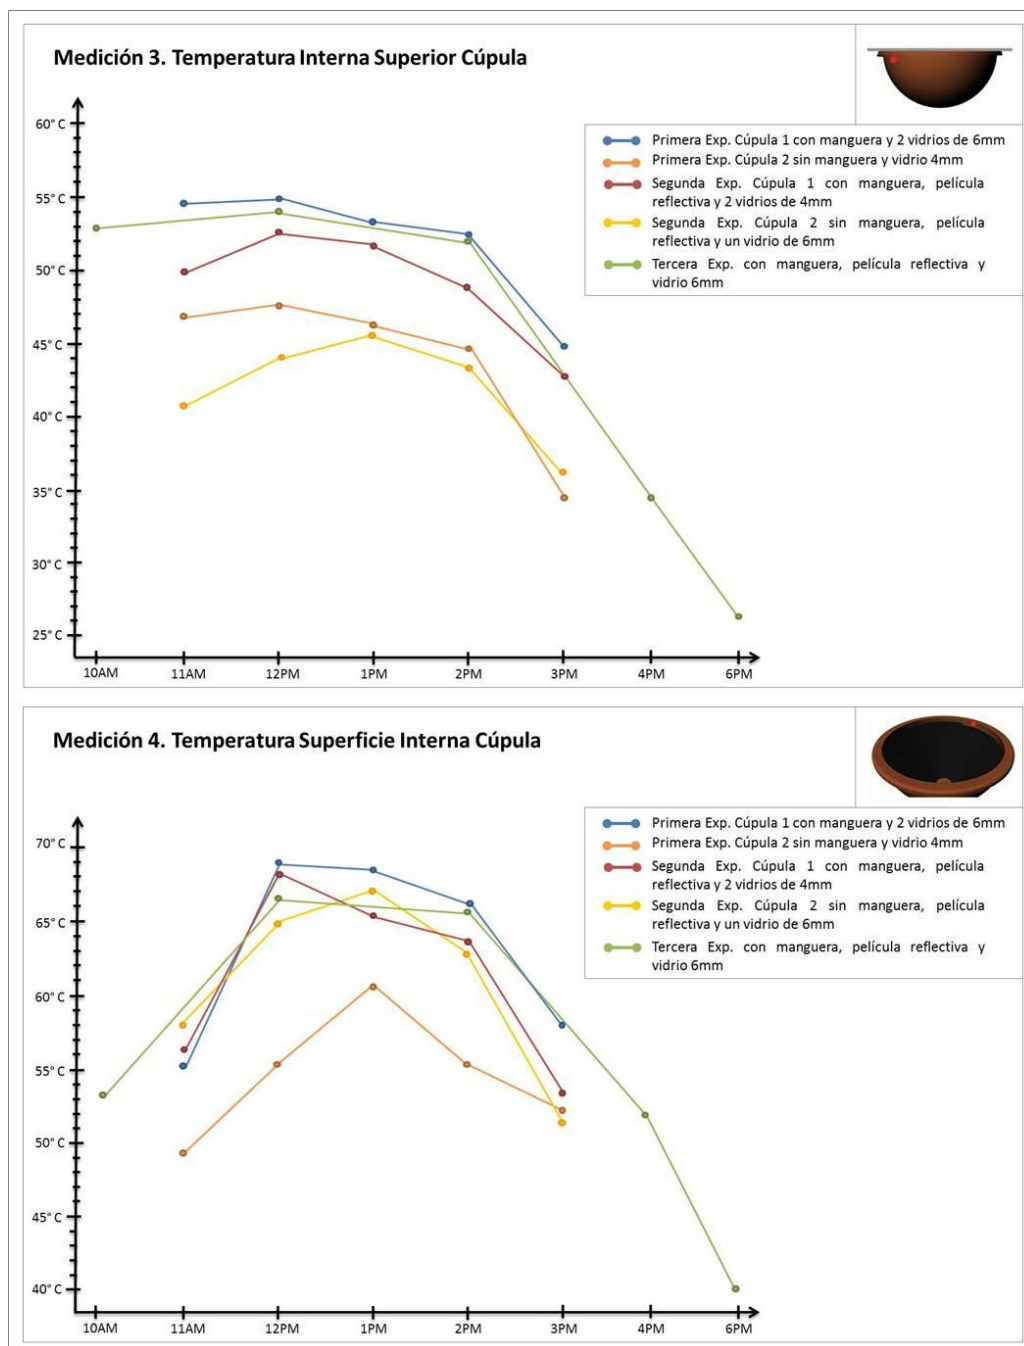 Medición 3. Temperatura Interna Superior Cúpula
Primera Exp. Cúpula 1 con manguera y 2 vidrios de 6mm
Primera Exp. Cúpula 2 sin manguera y vidrio 4mm
Segunda Exp. Cúpula 1 con manguera, película
reflectiva y 2 vidrios de 4mm
Segunda Exp. Cúpula 2 sin manguera, película
reflectiva y un vidrio de 6mm
Tercera Exp. con manguera, película reflectiva y
vidrio 6mm
60° C
55° C
50° C
45° C
40° C
35° C
30° C
25° C
10AM 11AM 12PM 1PM 2PM 3PM 4PM 6PM
Medición 4. Temperatura Superficie Interna Cúpula
Primera Exp. Cúpula 1 con manguera y 2 vidrios de 6mm
Primera Exp. Cúpula 2 sin manguera y vidrio 4mm
Segunda Exp. Cúpula 1 con manguera, película
reflectiva y 2 vidrios de 4mm
Segunda Exp. Cúpula 2 sin manguera, película
reflectiva y un vidrio de 6mm
Tercera Exp. con manguera, película reflectiva y
vidrio 6mm
70° C
65° C
60° C
55° C
50° C
45° C
40° C
10AM 11AM 12PM 1PM 2PM 3PM 4PM 6PM